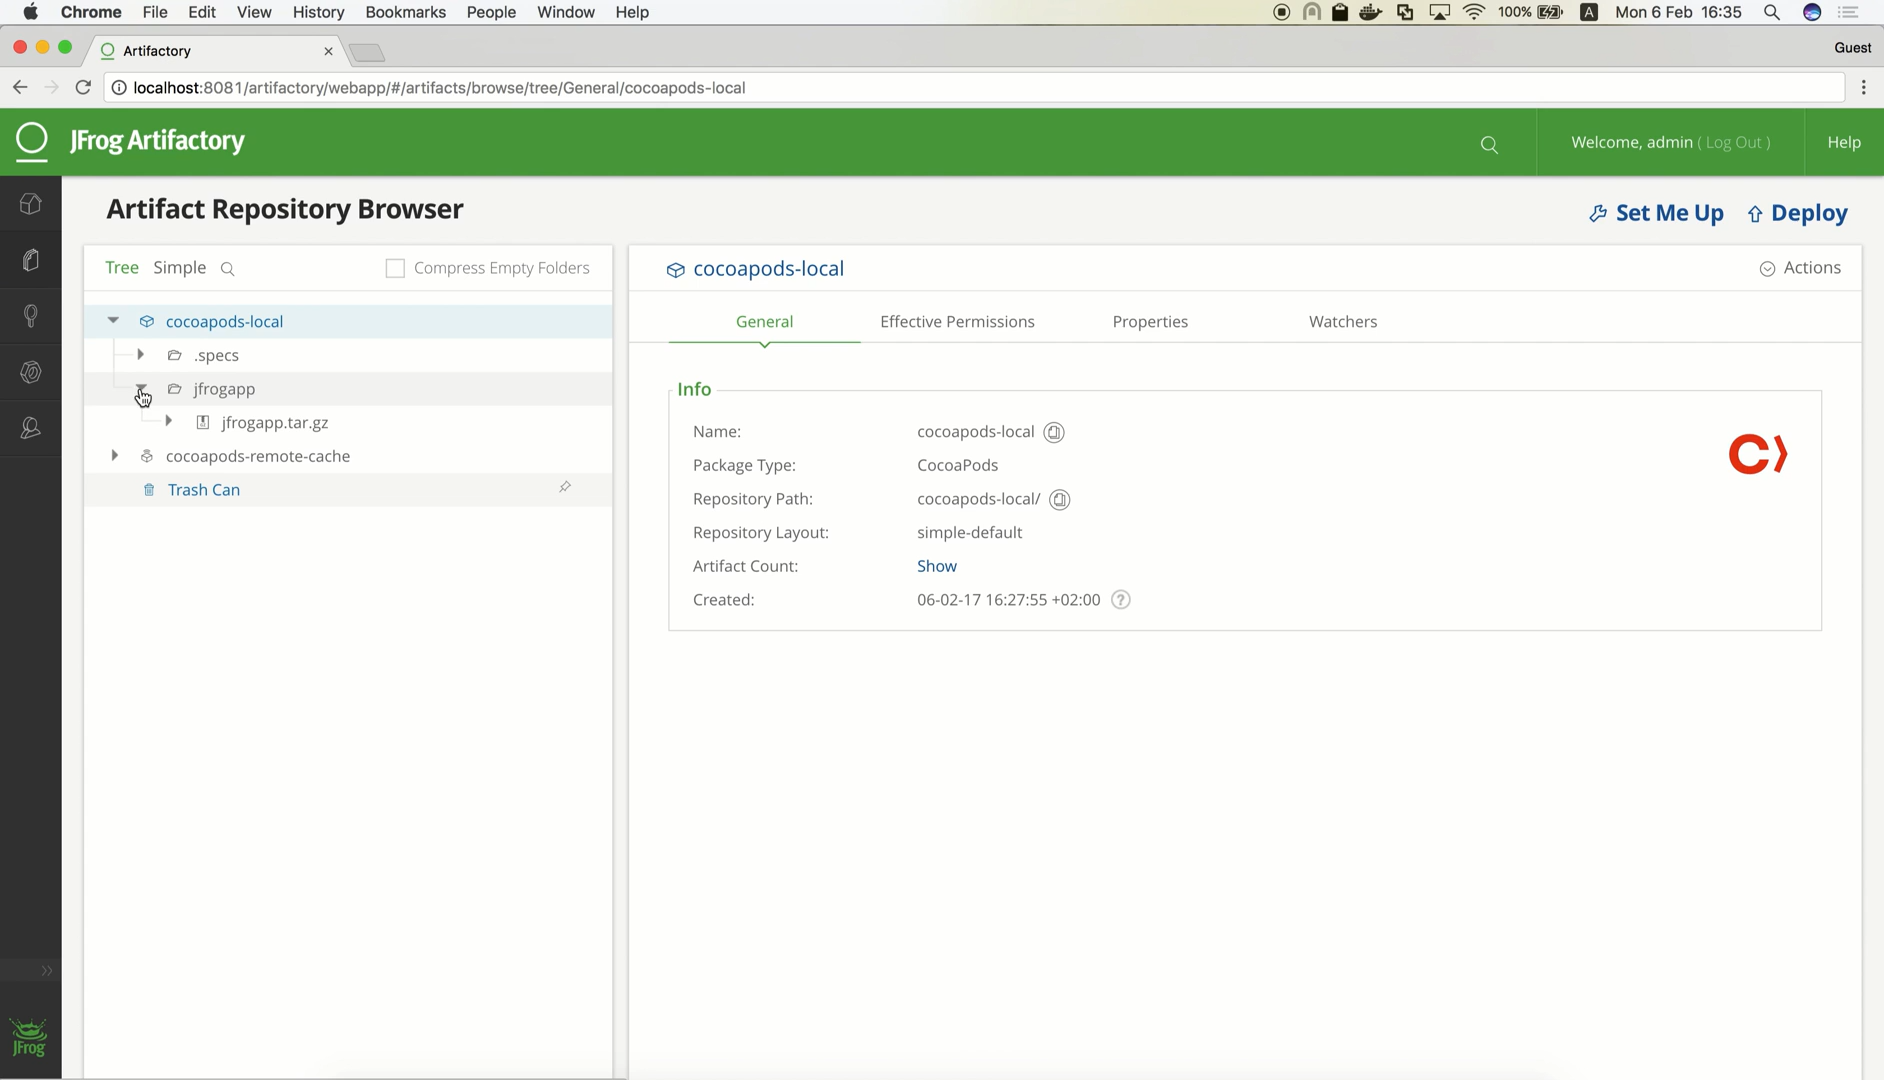 Chrome File Edit View History Bookmarks People Window Help 100% A Mon 6 Feb 16:35
Artifactory Guest
localhost:8081/artifactory/webapp/#/artifacts/browse/tree/General/cocoapods-local
JFrog Artifactory Welcome, admin ( Log Out ) Help
Artifact Repository Browser Set Me Up Deploy
Tree Simple Compress Empty Folders
cocoapods-local
.specs
jfrogapp
jfrogapp.tar.gz
cocoapods-remote-cache
Trash Can
cocoapods-local Actions
General Effective Permissions Properties Watchers
Info
Name: cocoapods-local
Package Type: CocoaPods
Repository Path: cocoapods-local/
Repository Layout: simple-default
Artifact Count: Show
Created: 06-02-17 16:27:55 +02:00 ?
JFrog